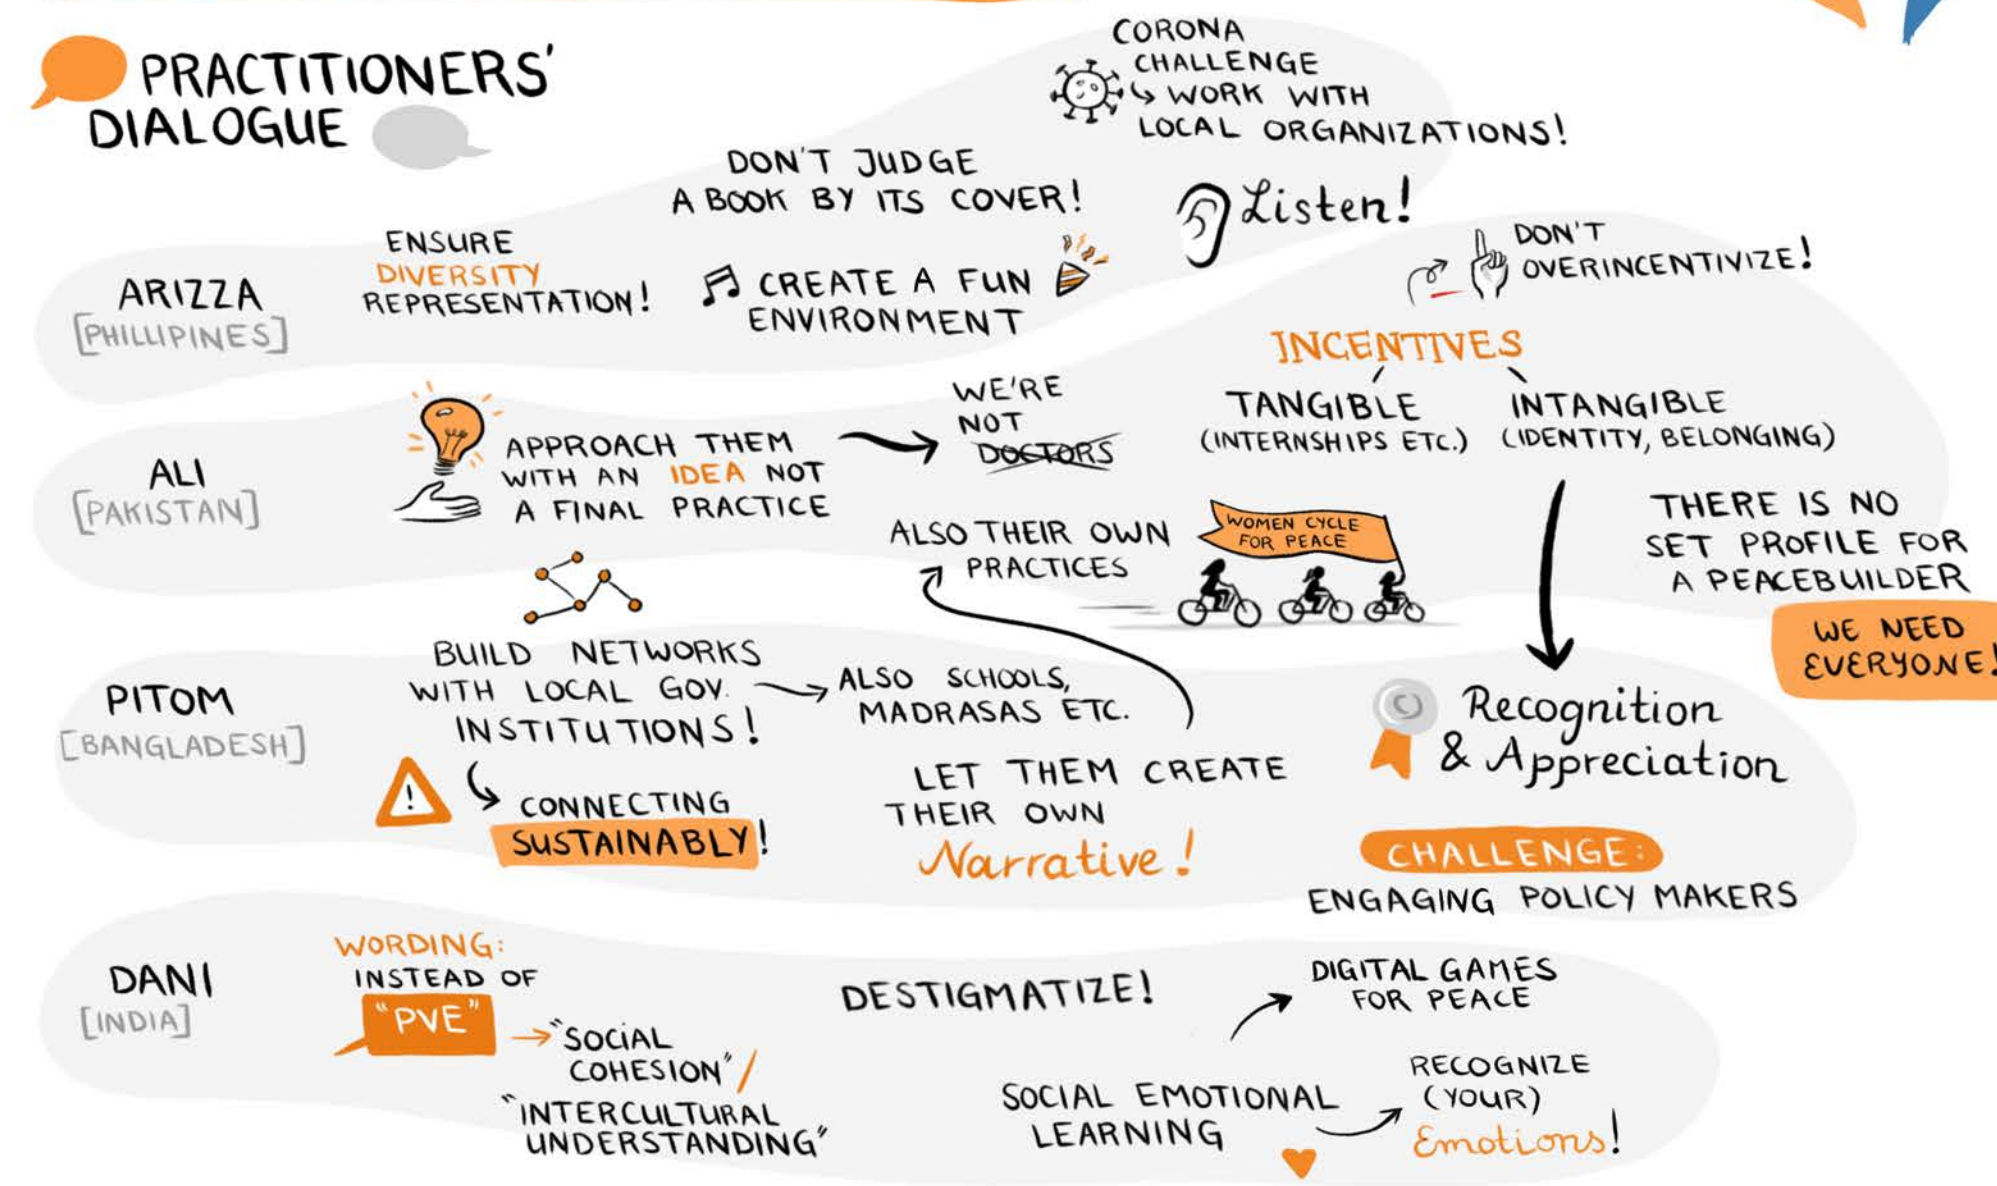 PRACTITIONERS'
DIALOGUE
CORONA
CHALLENGE
WORK WITH
LOCAL ORGANIZATIONS!
DON'T JUDGE
A BOOK BY ITS COVER!
Listen!
ARIZZA
[PHILLIPINES]
ENSURE
DIVERSITY
REPRESENTATION!
CREATE A FUN
ENVIRONMENT
DON'T
OVERINCENTIVIZE!
INCENTIVES
TANGIBLE
(INTERNSHIPS ETC.)
INTANGIBLE
(IDENTITY, BELONGING)
ALI
[PAKISTAN]
APPROACH THEM
WITH AN IDEA NOT
A FINAL PRACTICE
WE'RE
NOT
DOCTORS
ALSO THEIR OWN
PRACTICES
WOMEN CYCLE
FOR PEACE
THERE IS NO
SET PROFILE FOR
A PEACEBUILDER
WE NEED
EVERYONE!
PITOM
[BANGLADESH]
BUILD NETWORKS
WITH LOCAL GOV.
INSTITUTIONS!
ALSO SCHOOLS,
MADRASAS ETC.
!
CONNECTING
SUSTAINABLY!
LET THEM CREATE
THEIR OWN
Narrative!
Recognition
& Appreciation
CHALLENGE:
ENGAGING POLICY MAKERS
DANI
[INDIA]
WORDING:
INSTEAD OF
"PVE"
"SOCIAL
COHESION"/
"INTERCULTURAL
UNDERSTANDING"
DESTIGMATIZE!
DIGITAL GAMES
FOR PEACE
SOCIAL EMOTIONAL
LEARNING
RECOGNIZE
(YOUR)
Emotions!